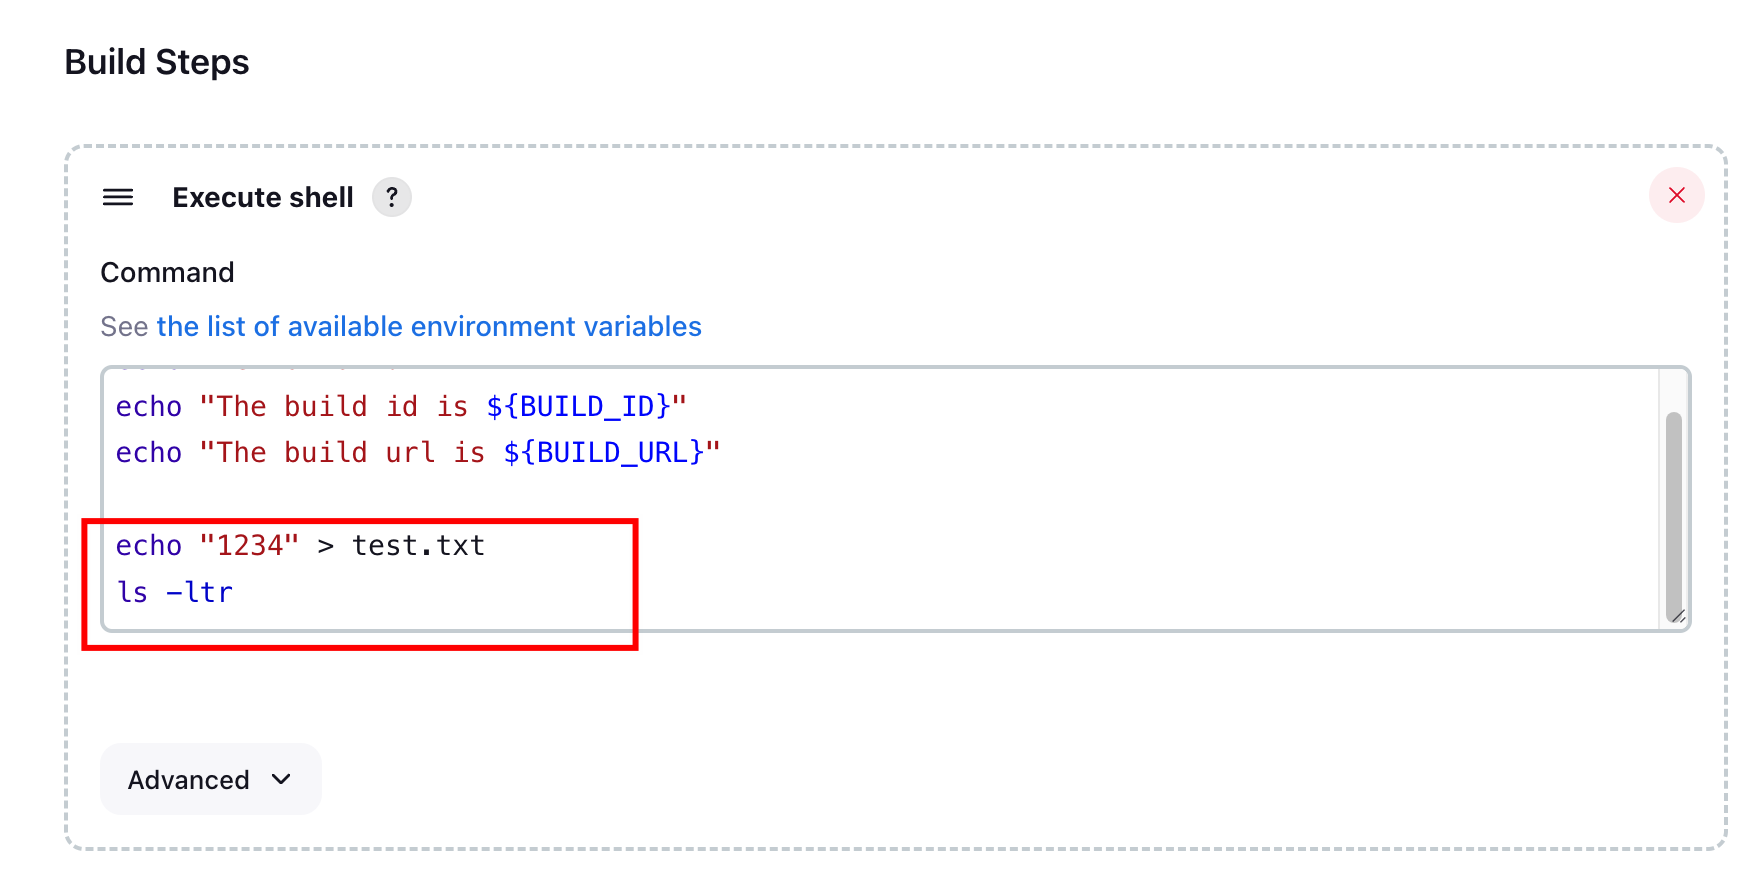 Build Steps
Execute shell ?
Command
See the list of available environment variables
echo "The build id is ${BUILD_ID}"
echo "The build url is ${BUILD_URL}"
echo "1234" > test.txt
ls -ltr
Advanced